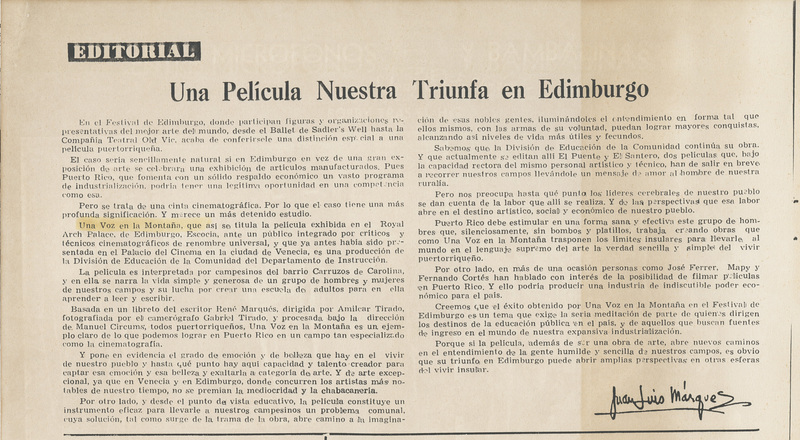 EDITORIAL
Una Película Nuestra Triunfa en Edimburgo
En el Festival de Edimburgo, donde participan figuras y organizaciones re-
presentativas del mejor arte del mundo, desde el Ballet de Sadler's Well hasta la
Compañía Teatral Old Vic, acaba de conferírsele una distinción especial a una
película puertorriqueña.
El caso sería sencillamente natural si en Edimburgo en vez de una gran ex-
posición de arte se celebrara una exhibición de artículos manufacturados. Pues
Puerto Rico, que fomenta con un sólido respaldo económico un vasto programa
de industrialización, podría tener una legítima oportunidad en una competencia
como esa.
Pero se trata de una cinta cinematográfica. Por lo que el caso tiene una más
profunda significación. Y merece un más detenido estudio.
Una Voz en la Montaña, que así se titula la película exhibida en el Royal
Arch Palace, de Edimburgo, Escocia, ante un público integrado por críticos y
técnicos cinematográficos de renombre universal, y que ya antes había sido pre-
sentada en el Palacio del Cinema en la ciudad de Venecia, es una producción de
la División de Educación de la Comunidad del Departamento de Instrucción.
La película es interpretada por campesinos del barrio Carruzos de Carolina,
y en ella se narra la vida simple y generosa de un grupo de hombres y mujeres
de nuestros campos y su lucha por crear una escuela de adultos para en ella
aprender a leer y escribir.
Basada en un libreto del escritor René Marqués, dirigida por Amílcar Tirado,
fotografiada por el camerógrafo Gabriel Tirado, y procesada bajo la dirección
de Manuel Circums, todos puertorriqueños, Una Voz en la Montaña es un ejem-
plo claro de lo que podemos lograr en Puerto Rico en un campo tan especializado
como la cinematografía.
Y pone en evidencia el grado de emoción y de belleza que hay en el vivir
de nuestro pueblo y hasta qué punto hay aquí capacidad y talento creador para
captar esa emoción y esa belleza y exaltarla a categoría de arte. Y de arte excep-
cional, ya que en Venecia y en Edimburgo, donde concurren los artistas más no-
tables de nuestro tiempo, no se premian la mediocridad y la chabacanería.
Por otro lado, y desde el punto de vista educativo, la película constituye un
instrumento eficaz para llevarle a nuestros campesinos un problema comunal,
cuya solución, tal como surge de la trama de la obra, abre camino a la imagina-
ción de esas nobles gentes, iluminándoles el entendimiento en forma tal que
ellos mismos, con las armas de su voluntad, puedan lograr mayores conquistas,
alcanzando así niveles de vida más útiles y fecundos.
Sabemos que la División de Educación de la Comunidad continúa su obra.
Y que actualmente se editan allí El Puente y El Santero, dos películas que, bajo
la capacidad rectora del mismo personal artístico y técnico, han de salir en breve
a recorrer nuestros campos llevándole un mensaje de amor al hombre de nuestra
ruralía.
Pero nos preocupa hasta qué punto los líderes cerebrales de nuestro pueblo
se dan cuenta de la labor que allí se realiza. Y de las perspectivas que ese labor
abre en el destino artístico, social y económico de nuestro pueblo.
Puerto Rico debe estimular en una forma sana y efectiva este grupo de hom-
bres que, silenciosamente, sin bombos y platillos, trabaja creando obras que
como Una Voz en la Montaña trasponen los límites insulares para llevarle al
mundo en el lenguaje supremo del arte la verdad sencilla y simple del vivir
puertorriqueño.
Por otro lado, en más de una ocasión personas como José Ferrer, Mapy y
Fernando Cortés han hablado con interés de la posibilidad de filmar películas
en Puerto Rico. Y ello podría producir una industria de indiscutible poder eco-
nómico para el país.
Creemos que el éxito obtenido por Una Voz en la Montaña en el Festival de
Edimburgo es un tema que exige la seria meditación de parte de quienes dirigen
los destinos de la educación pública en el país, y de aquellos que buscan fuentes
de ingreso en el mundo de nuestra expansiva industrialización.
Porque si la película, además de ser una obra de arte, abre nuevos caminos
en el entendimiento de la gente humilde y sencilla de nuestros campos, es obvio
que su triunfo en Edimburgo puede abrir amplias perspectivas en otras esferas
del vivir insular.
Juan Luis Márquez